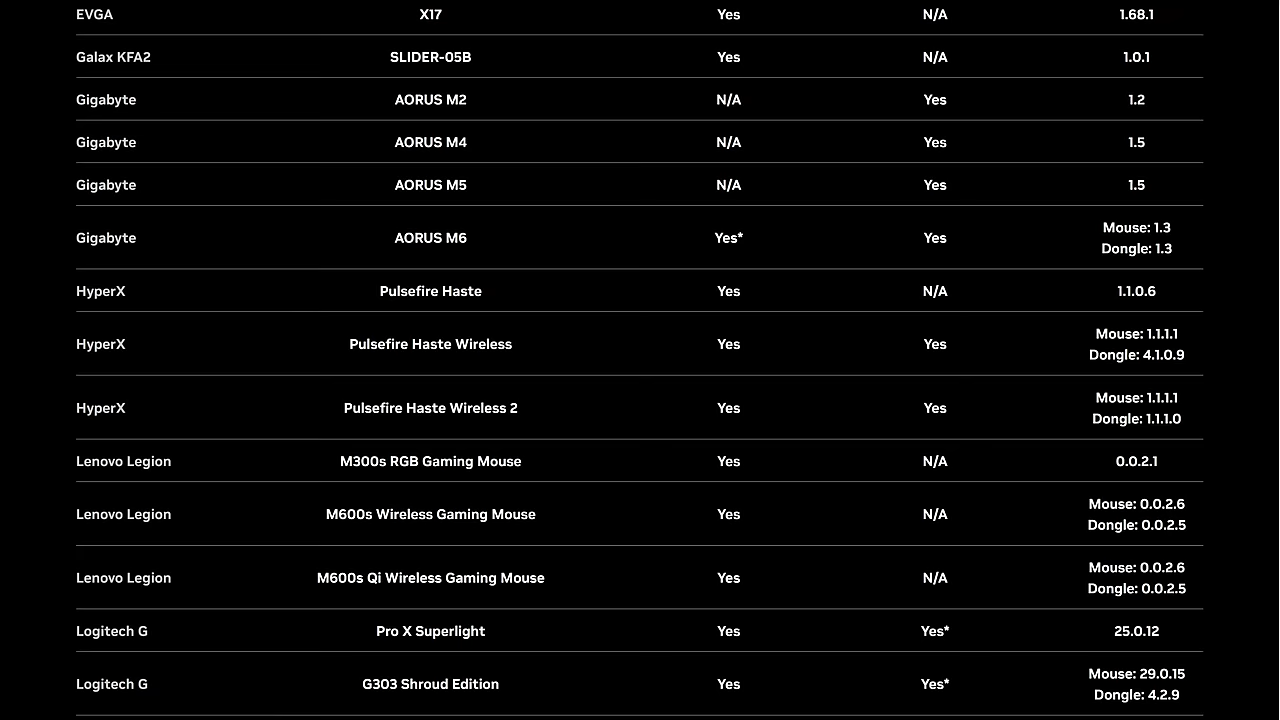 EVGA X17 Yes N/A 1.68.1
Galax KFA2 SLIDER-05B Yes N/A 1.0.1
Gigabyte AORUS M2 N/A Yes 1.2
Gigabyte AORUS M4 N/A Yes 1.5
Gigabyte AORUS M5 N/A Yes 1.5
Gigabyte AORUS M6 Yes* Yes Mouse: 1.3
Dongle: 1.3
HyperX Pulsefire Haste Yes N/A 1.1.0.6
HyperX Pulsefire Haste Wireless Yes Yes Mouse: 1.1.1.1
Dongle: 4.1.0.9
HyperX Pulsefire Haste Wireless 2 Yes Yes Mouse: 1.1.1.1
Dongle: 1.1.1.0
Lenovo Legion M300s RGB Gaming Mouse Yes N/A 0.0.2.1
Lenovo Legion M600s Wireless Gaming Mouse Yes N/A Mouse: 0.0.2.6
Dongle: 0.0.2.5
Lenovo Legion M600s Qi Wireless Gaming Mouse Yes N/A Mouse: 0.0.2.6
Dongle: 0.0.2.5
Logitech G Pro X Superlight Yes Yes* 25.0.12
Logitech G G303 Shroud Edition Yes Yes* Mouse: 29.0.15
Dongle: 4.2.9